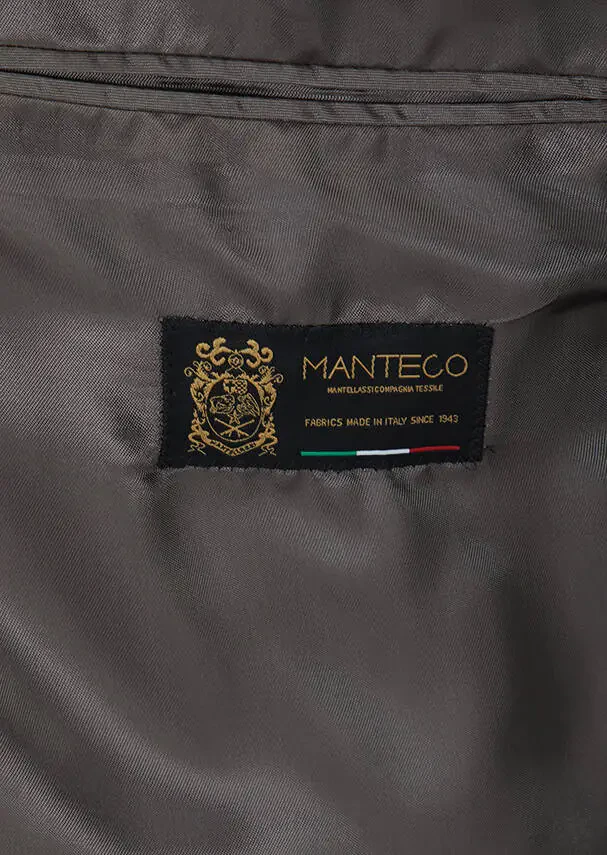 MANTECO
MANTELLASSI COMPAGNIA TESSILE
FABRICS MADE IN ITALY SINCE 1943